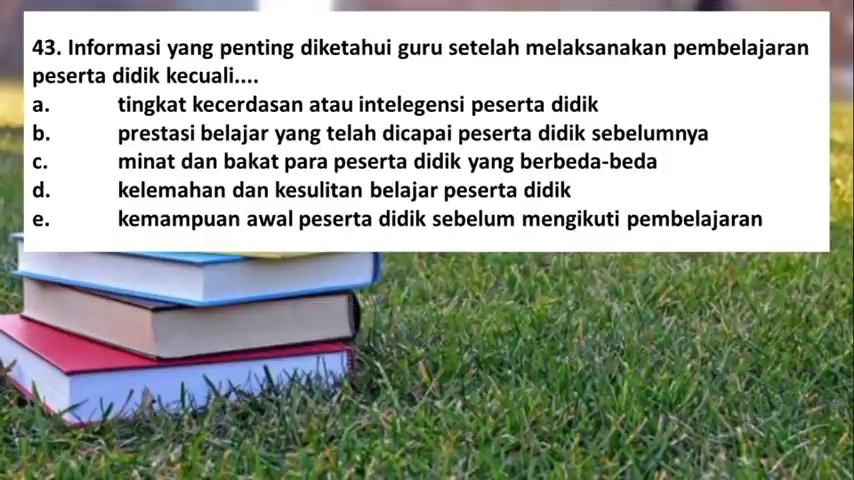 43. Informasi yang penting diketahui guru setelah melaksanakan pembelajaran
peserta didik kecuali....
a. tingkat kecerdasan atau intelegensi peserta didik
b. prestasi belajar yang telah dicapai peserta didik sebelumnya
c. minat dan bakat para peserta didik yang berbeda-beda
d. kelemahan dan kesulitan belajar peserta didik
e. kemampuan awal peserta didik sebelum mengikuti pembelajaran